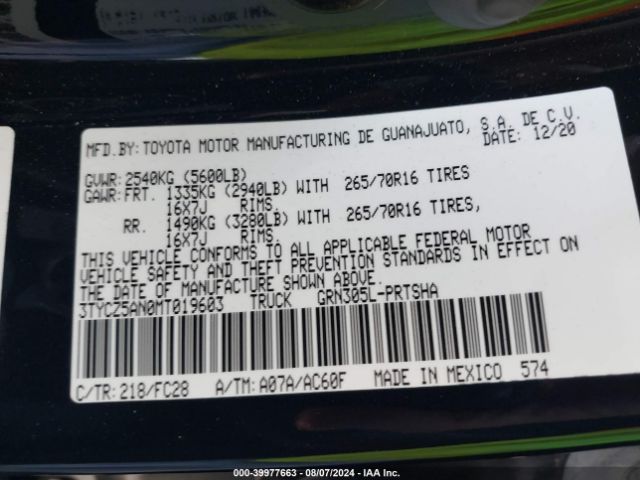 MFD.BY: TOYOTA MOTOR MANUFACTURING DE GUANAJUATO, S.A. DE C.V.
DATE: 12/20
GVWR: 2540KG (5600LB)
GAWR: FRT. 1335KG (2940LB) WITH 265/70R16 TIRES
16X7J RIMS.
RR. 1490KG (3280LB) WITH 265/70R16 TIRES,
16X7J RIMS.
THIS VEHICLE CONFORMS TO ALL APPLICABLE FEDERAL MOTOR
VEHICLE SAFETY AND THEFT PREVENTION STANDARDS IN EFFECT ON
THE DATE OF MANUFACTURE SHOWN ABOVE.
3TYCZ5AN0MT019603 TRUCK GRN305L-PRTSHA
C/TR: 218/FC28 A/TM: A07A/AC60F MADE IN MEXICO 574
000-39977663 - 08/07/2024 - IAA Inc.